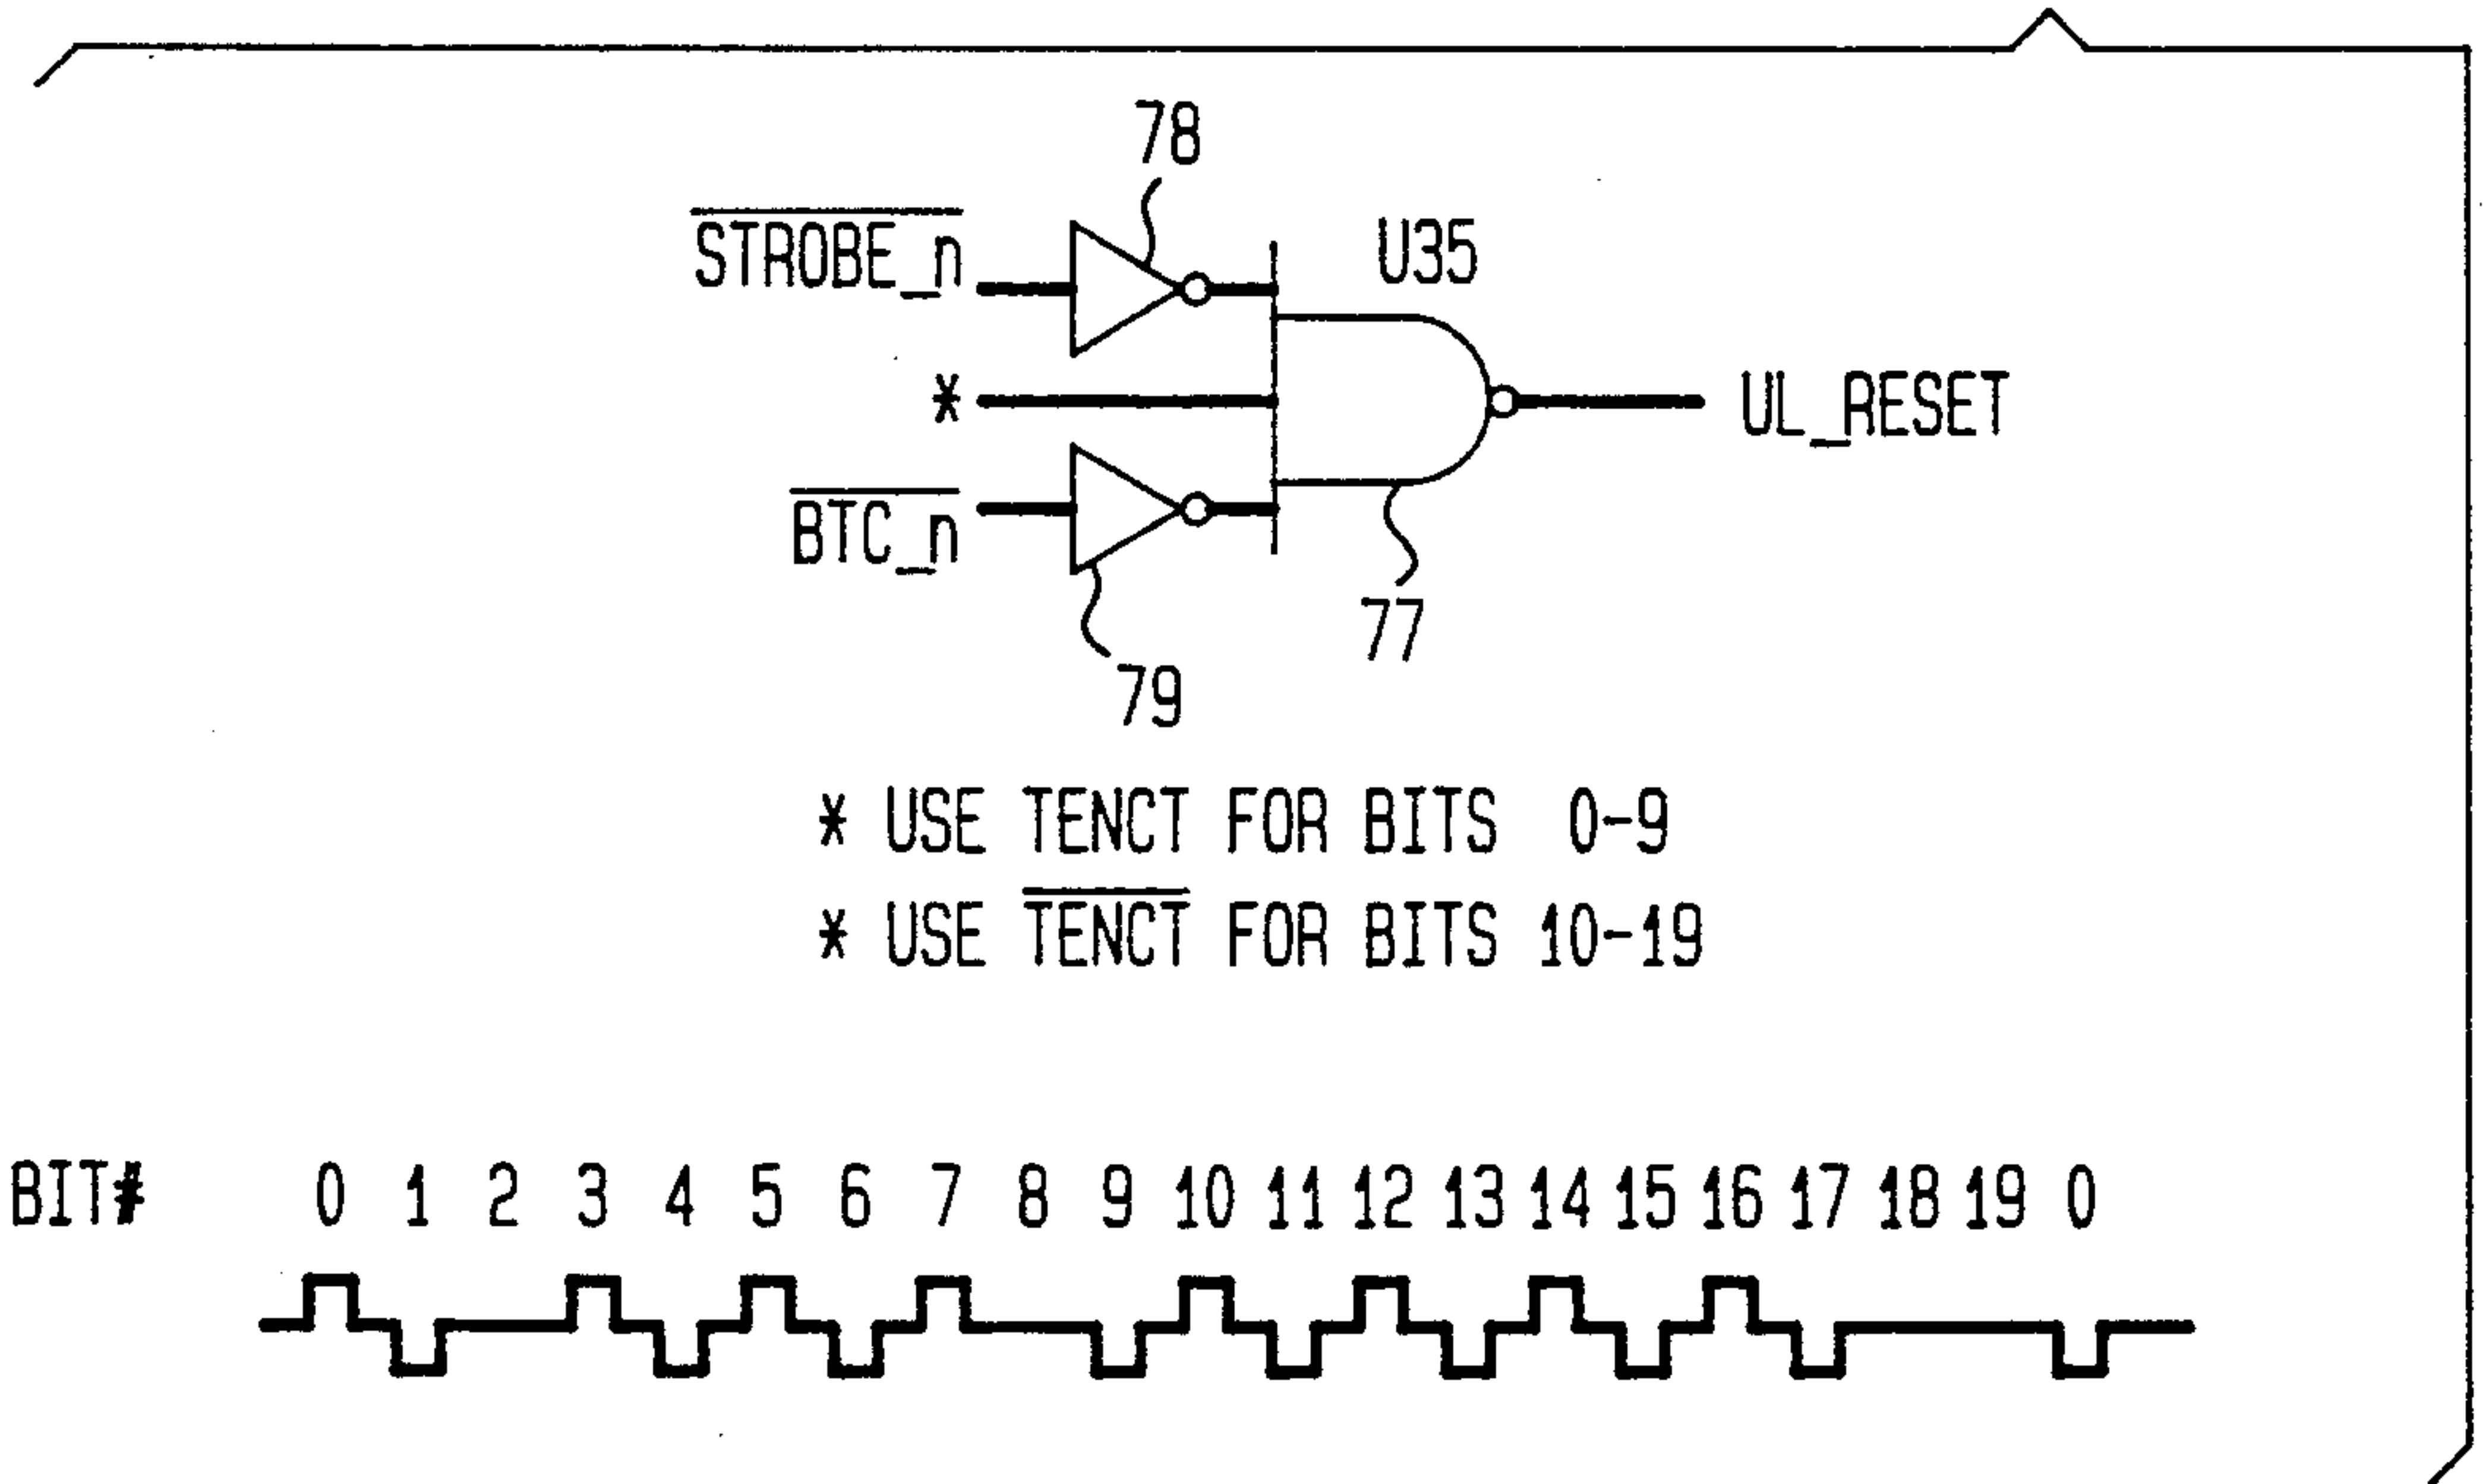 78
STROBE_n
U35
*
UL_RESET
BTC_n
77
79
* USE TENCT FOR BITS 0-9
* USE TENCT FOR BITS 10-19
BIT# 0 1 2 3 4 5 6 7 8 9 10 11 12 13 14 15 16 17 18 19 0